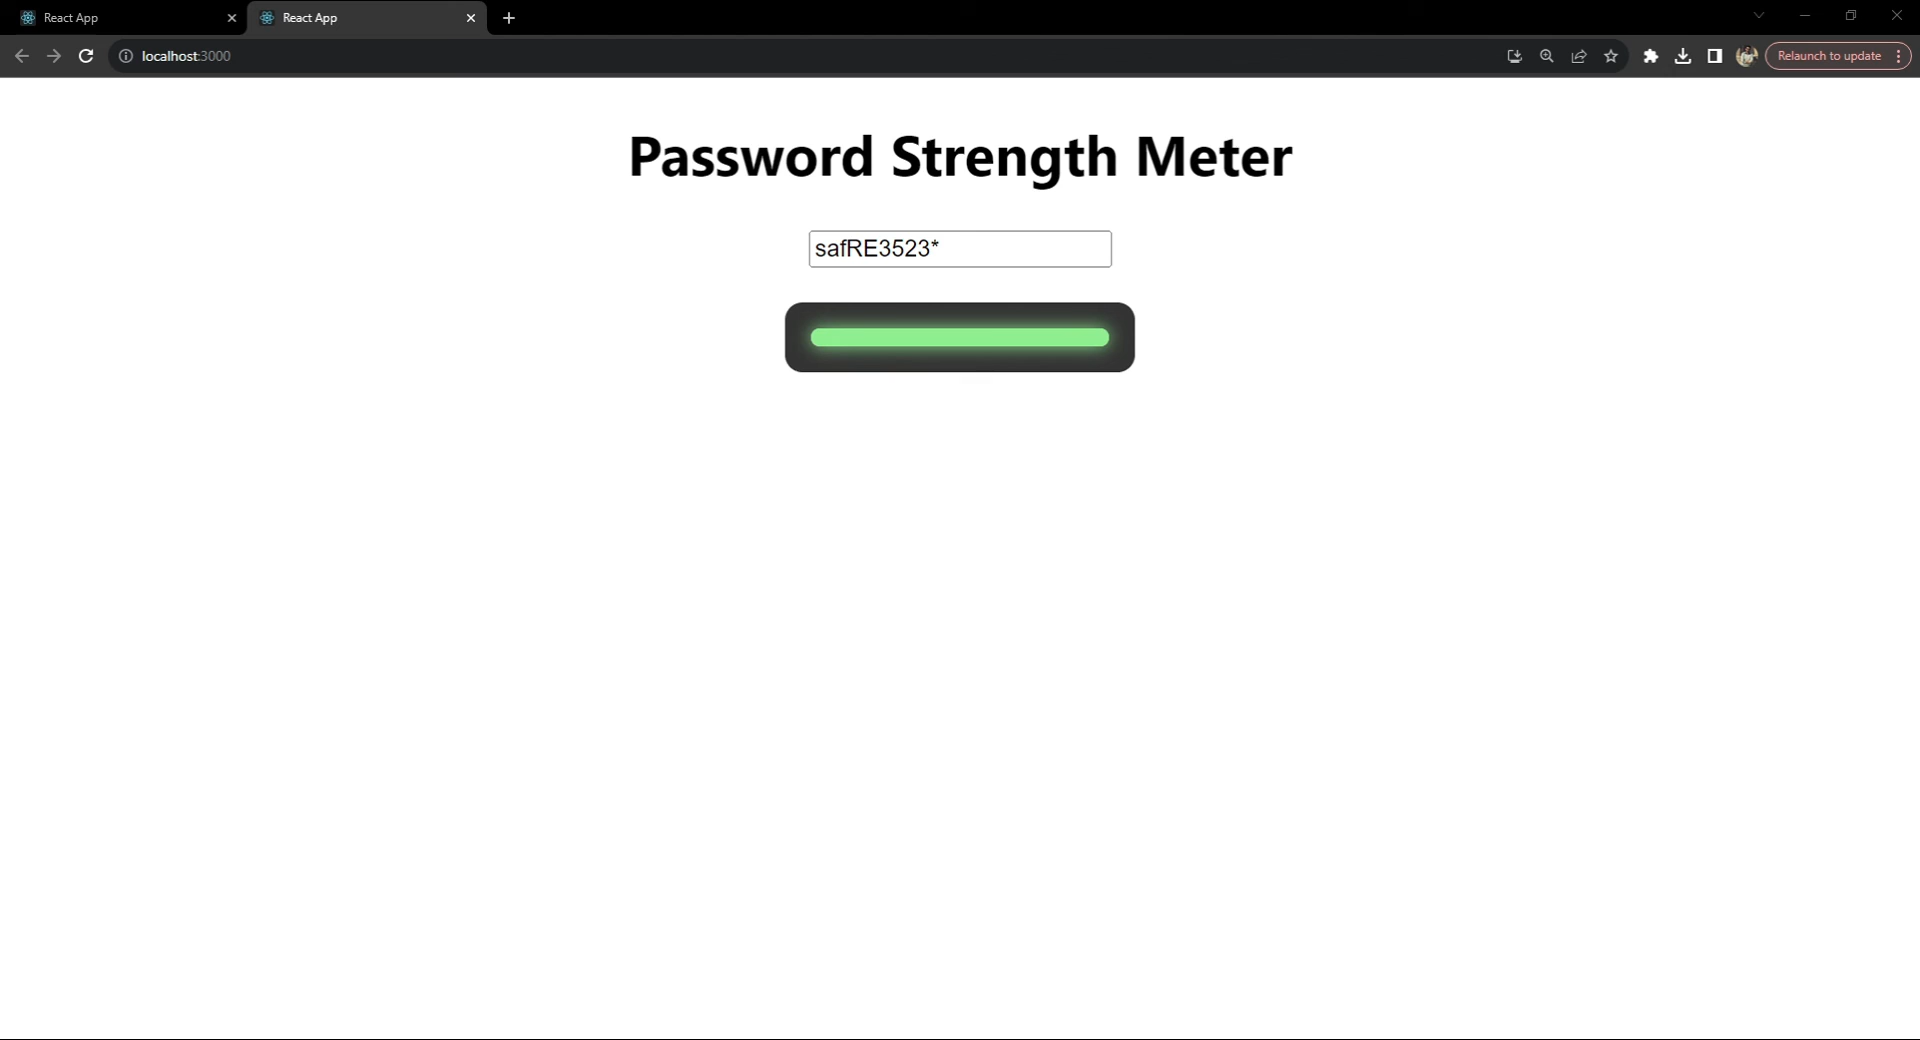 React App
React App
localhost:3000
Relaunch to update
Password Strength Meter
safRE3523*